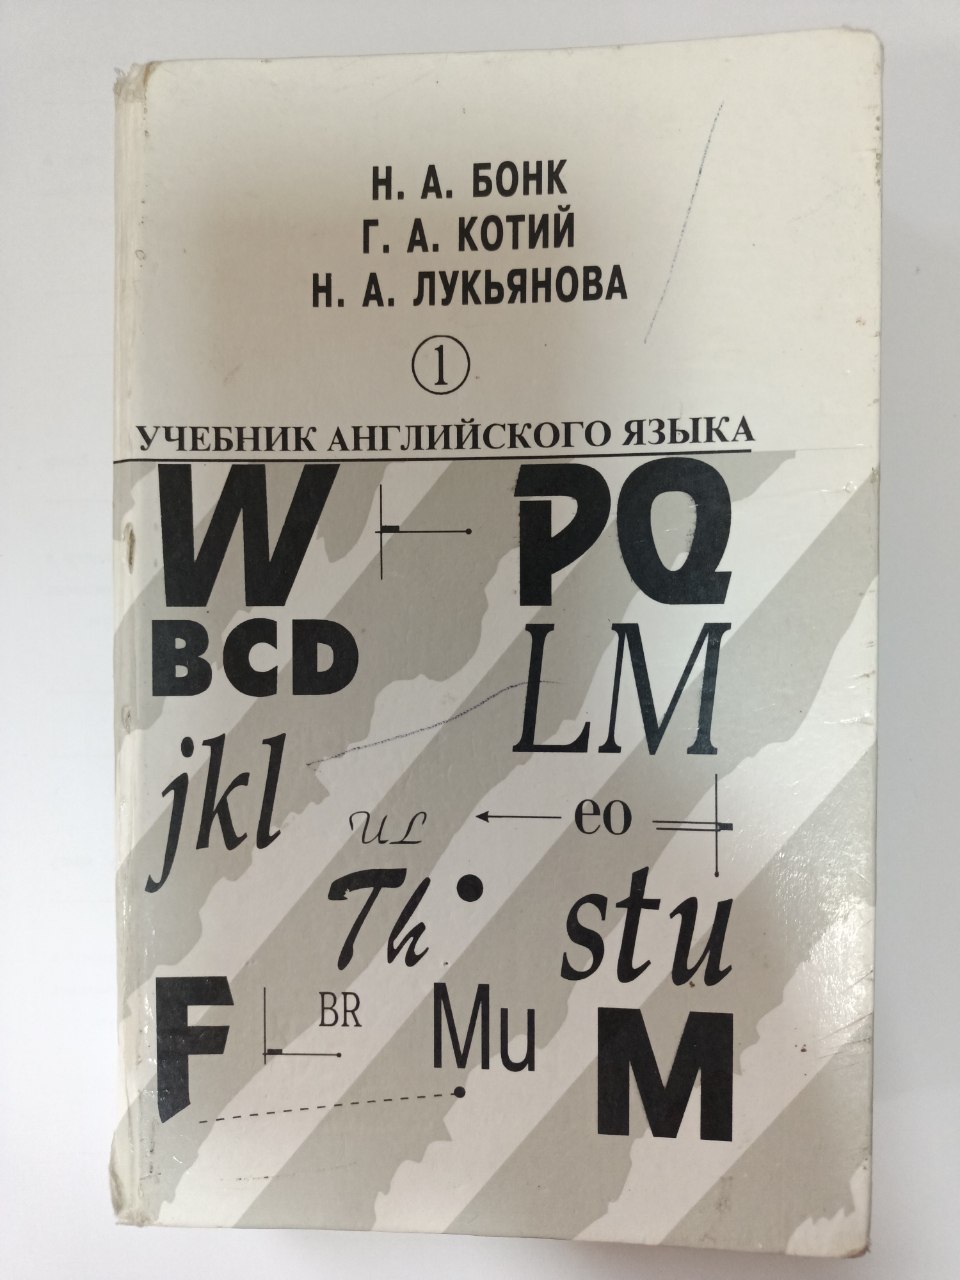 Н. А. БОНК
Г. А. КОТИЙ
Н. А. ЛУКЬЯНОВА
1
УЧЕБНИК АНГЛИЙСКОГО ЯЗЫКА
W PQ
BCD LM
jkl
UL eo
Th stu
F BR Mu M